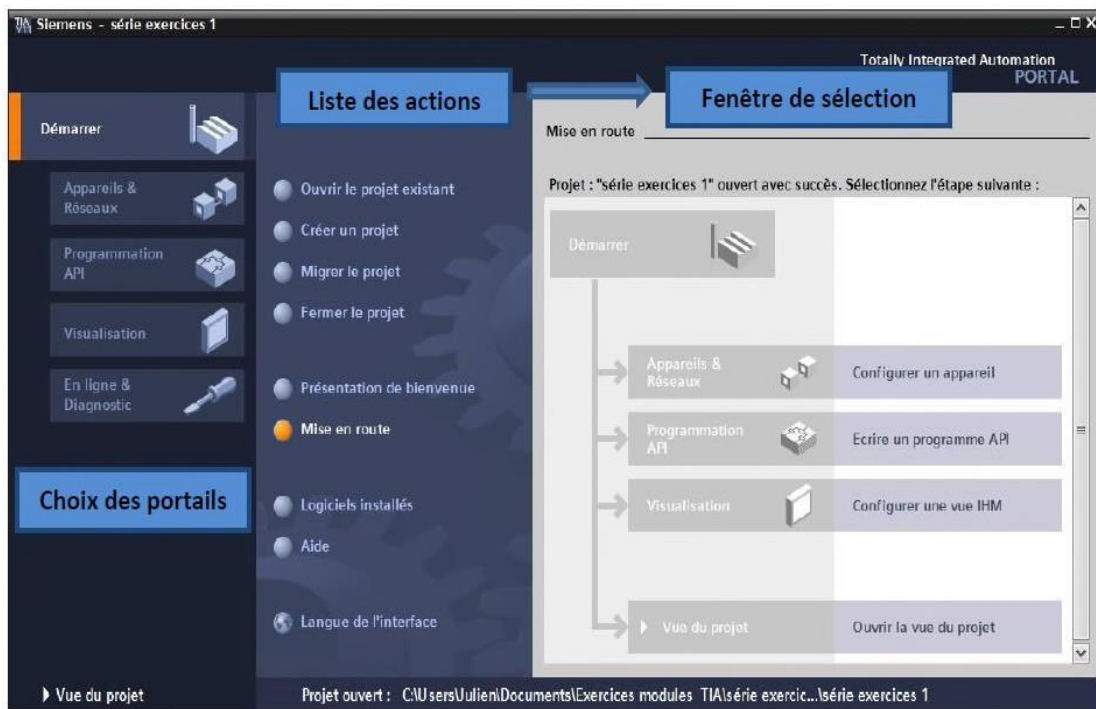 Siemens - série exercices 1
Totally Integrated Automation
PORTAL
Liste des actions
Fenêtre de sélection
Démarrer
Appareils &
Réseaux
Programmation
API
Visualisation
En ligne &
Diagnostic
Choix des portails
Vue du projet
Ouvrir le projet existant
Créer un projet
Migrer le projet
Fermer le projet
Présentation de bienvenue
Mise en route
Logiciels installés
Aide
Langue de l'interface
Mise en route
Projet : "série exercices 1" ouvert avec succès. Sélectionnez l'étape suivante :
Démarrer
Appareils &
Réseaux
Configurer un appareil
Programmation
API
Ecrire un programme API
Visualisation
Configurer une vue IHM
Vue du projet
Ouvrir la vue du projet
Projet ouvert : C:\Users\Julien\Documents\Exercices modules TIA\série exercic...\série exercices 1